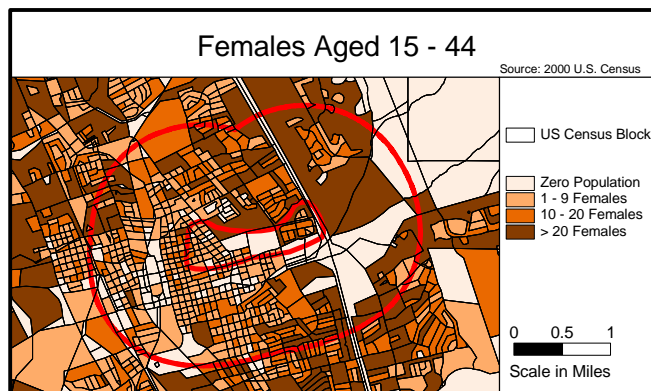 Females Aged 15 - 44
Source: 2000 U.S. Census
US Census Block
Zero Population
1 - 9 Females
10 - 20 Females
> 20 Females
0 0.5 1
Scale in Miles